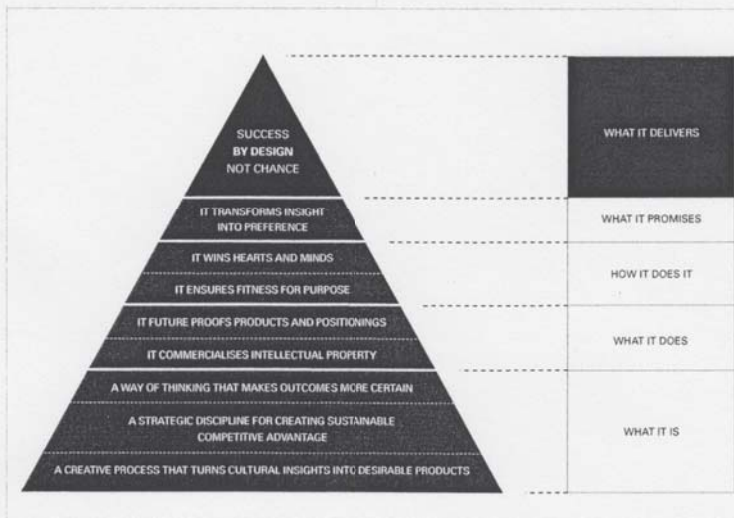 SUCCESS
BY DESIGN
NOT CHANCE
IT TRANSFORMS INSIGHT
INTO PREFERENCE
IT WINS HEARTS AND MINDS
IT ENSURES FITNESS FOR PURPOSE
IT FUTURE PROOFS PRODUCTS AND POSITIONINGS
IT COMMERCIALISES INTELLECTUAL PROPERTY
A WAY OF THINKING THAT MAKES OUTCOMES MORE CERTAIN
A STRATEGIC DISCIPLINE FOR CREATING SUSTAINABLE
COMPETITIVE ADVANTAGE
A CREATIVE PROCESS THAT TURNS CULTURAL INSIGHTS INTO DESIRABLE PRODUCTS
WHAT IT DELIVERS
WHAT IT PROMISES
HOW IT DOES IT
WHAT IT DOES
WHAT IT IS